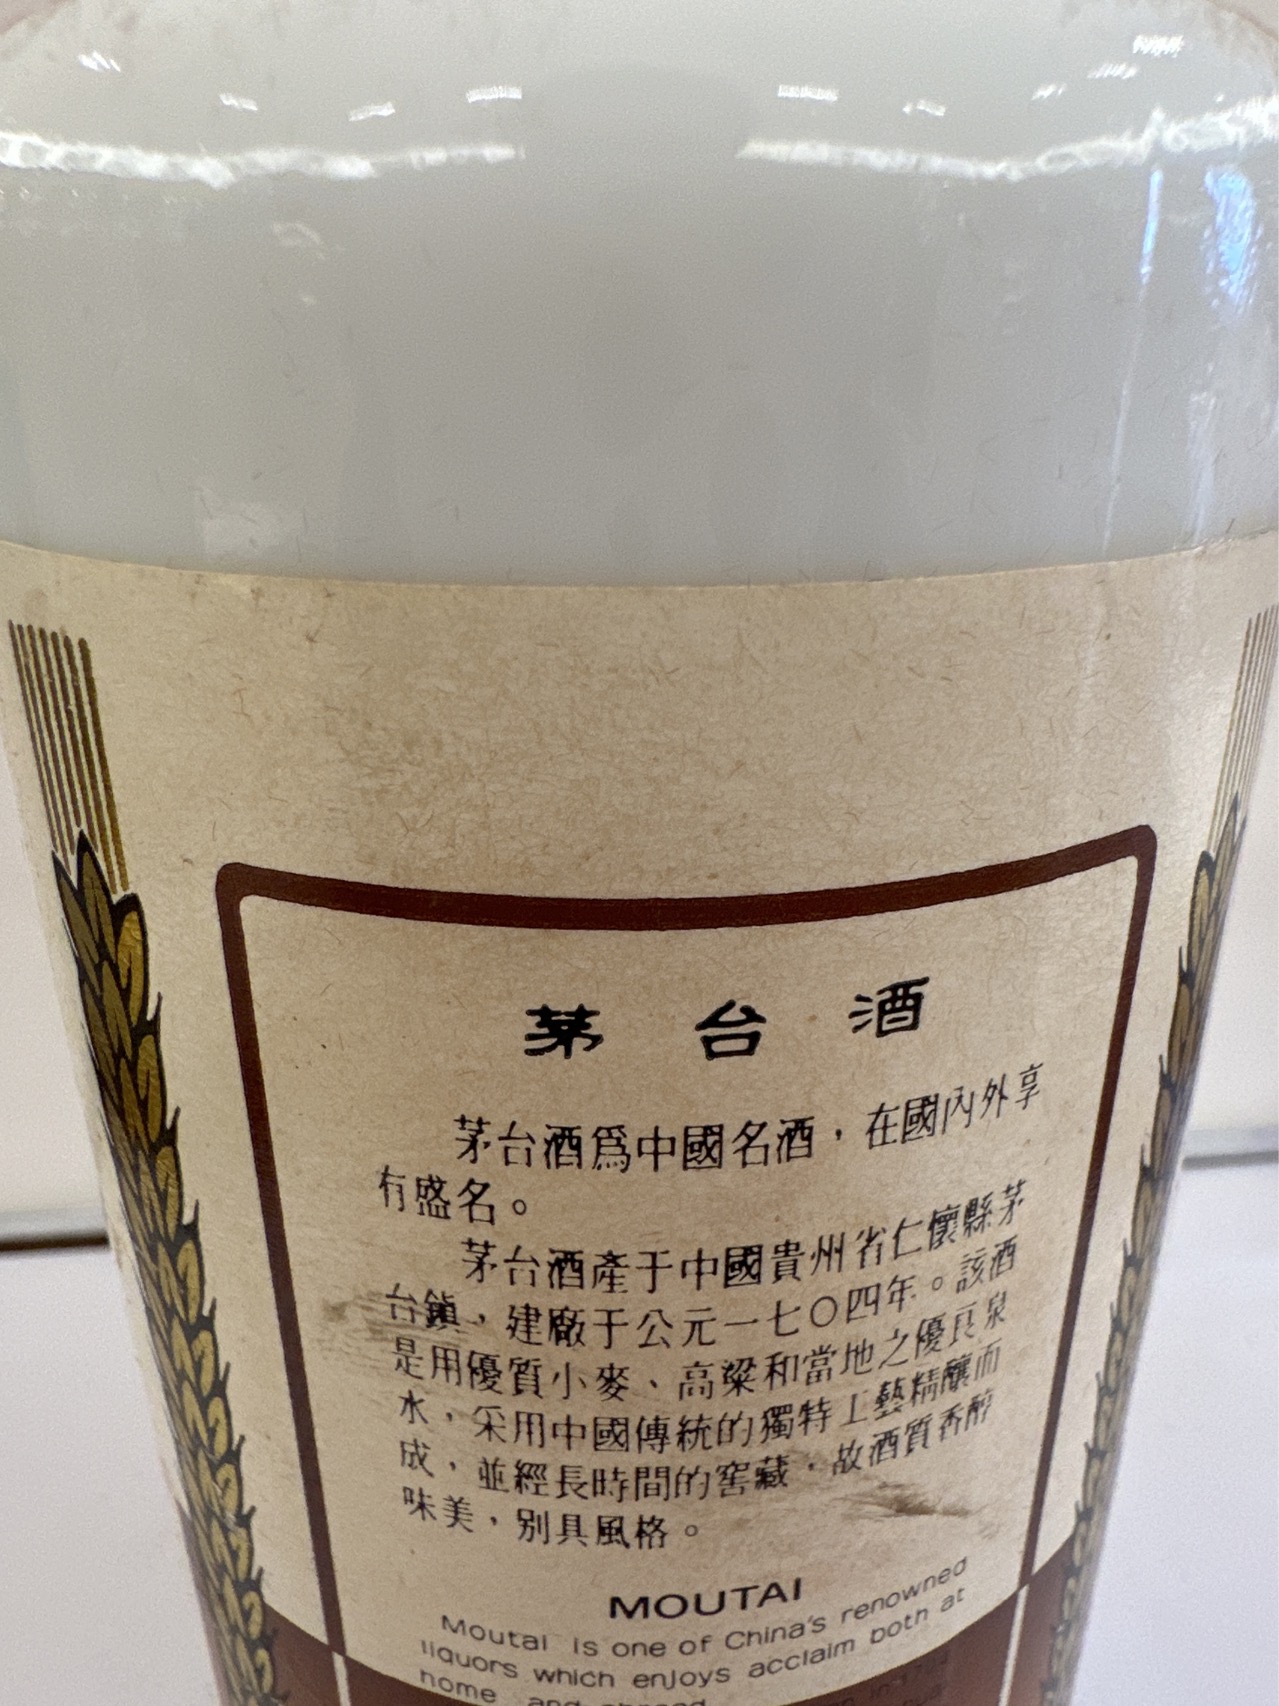 茅台酒
茅台酒爲中國名酒，在國內外享
有盛名。
茅台酒產于中國貴州省仁懷縣茅
台鎮，建廠于公元一七〇四年。該酒
是用優質小麥、高粱和當地之優良泉
水，采用中國傳統的獨特工藝精釀而
成，並經長時間的窖藏，故酒質香醇
味美，別具風格。
MOUTAI
Moutai is one of China's renowned
liquors which enjoys acclaim both at
home and abroad in 1704